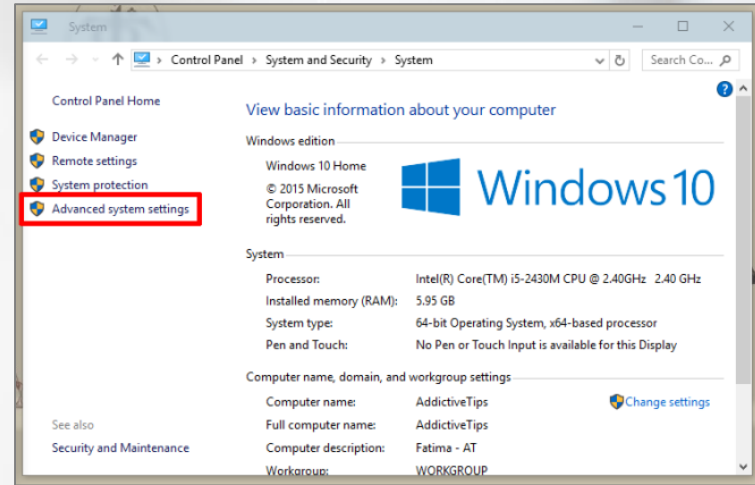 System
Control Panel > System and Security > System
Search Co...
Control Panel Home
Device Manager
Remote settings
System protection
Advanced system settings
See also
Security and Maintenance
View basic information about your computer
Windows edition
Windows 10 Home
© 2015 Microsoft
Corporation. All
rights reserved.
Windows 10
System
Processor: Intel(R) Core(TM) i5-2430M CPU @ 2.40GHz 2.40 GHz
Installed memory (RAM): 5.95 GB
System type: 64-bit Operating System, x64-based processor
Pen and Touch: No Pen or Touch Input is available for this Display
Computer name, domain, and workgroup settings
Computer name: AddictiveTips
Change settings
Full computer name: AddictiveTips
Computer description: Fatima - AT
Workgroup: WORKGROUP